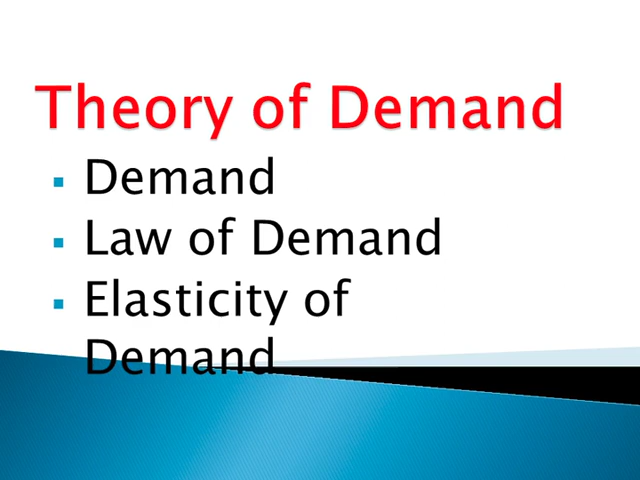 Theory of Demand
▪ Demand
▪ Law of Demand
▪ Elasticity of
Demand